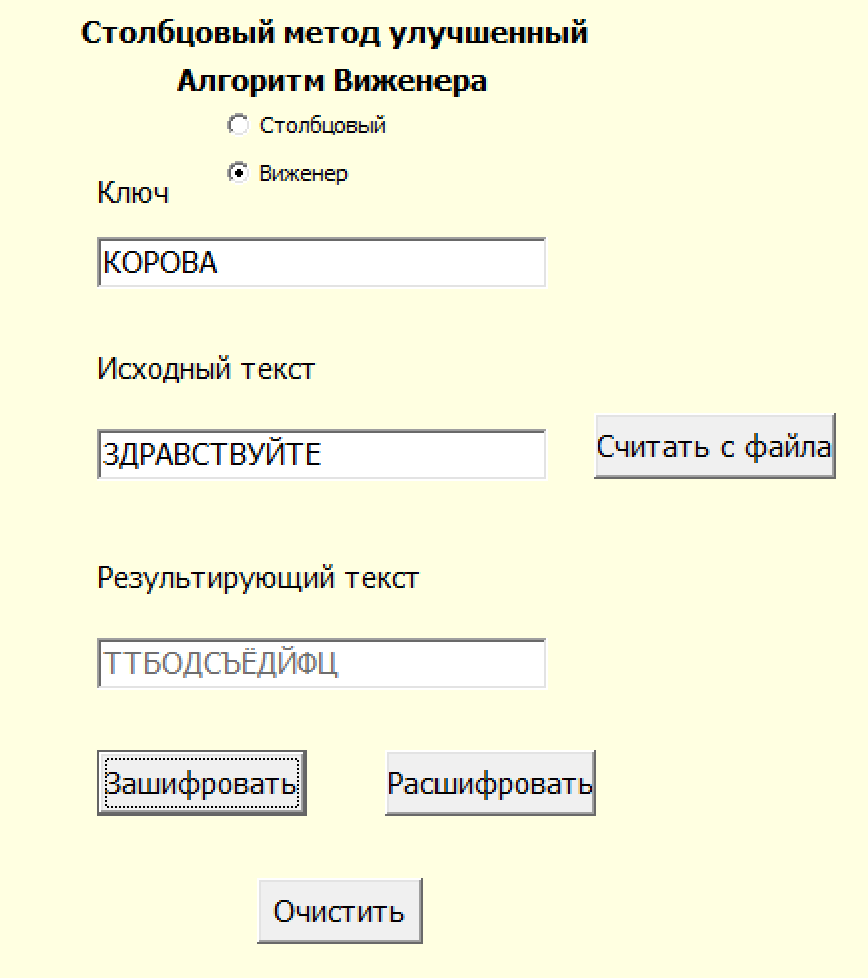 Столбцовый метод улучшенный
Алгоритм Виженера
Столбцовый
Виженер
Ключ
КОРОВА
Исходный текст
ЗДРАВСТВУЙТЕ
Считать с файла
Результирующий текст
ТТБОДСЪЁДЙФЦ
Зашифровать
Расшифровать
Очистить